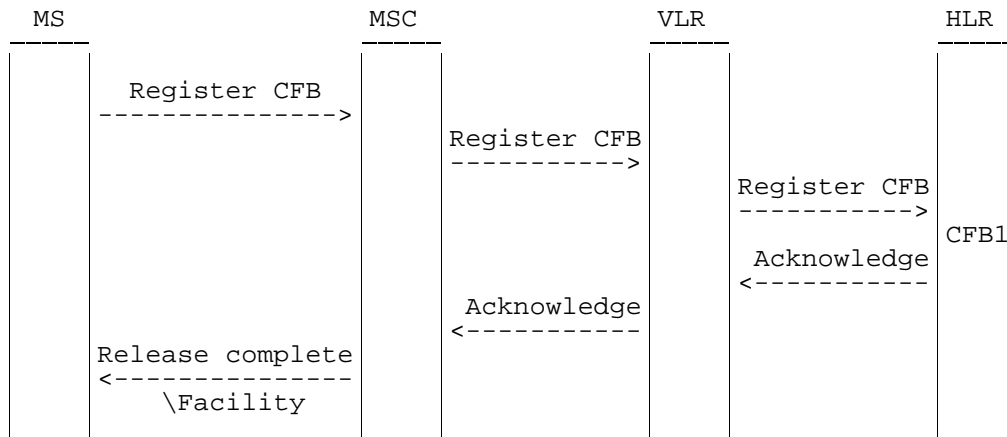 MS MSC VLR HLR
Register CFB
Register CFB
Register CFB
CFB1
Acknowledge
Acknowledge
Release complete
\Facility